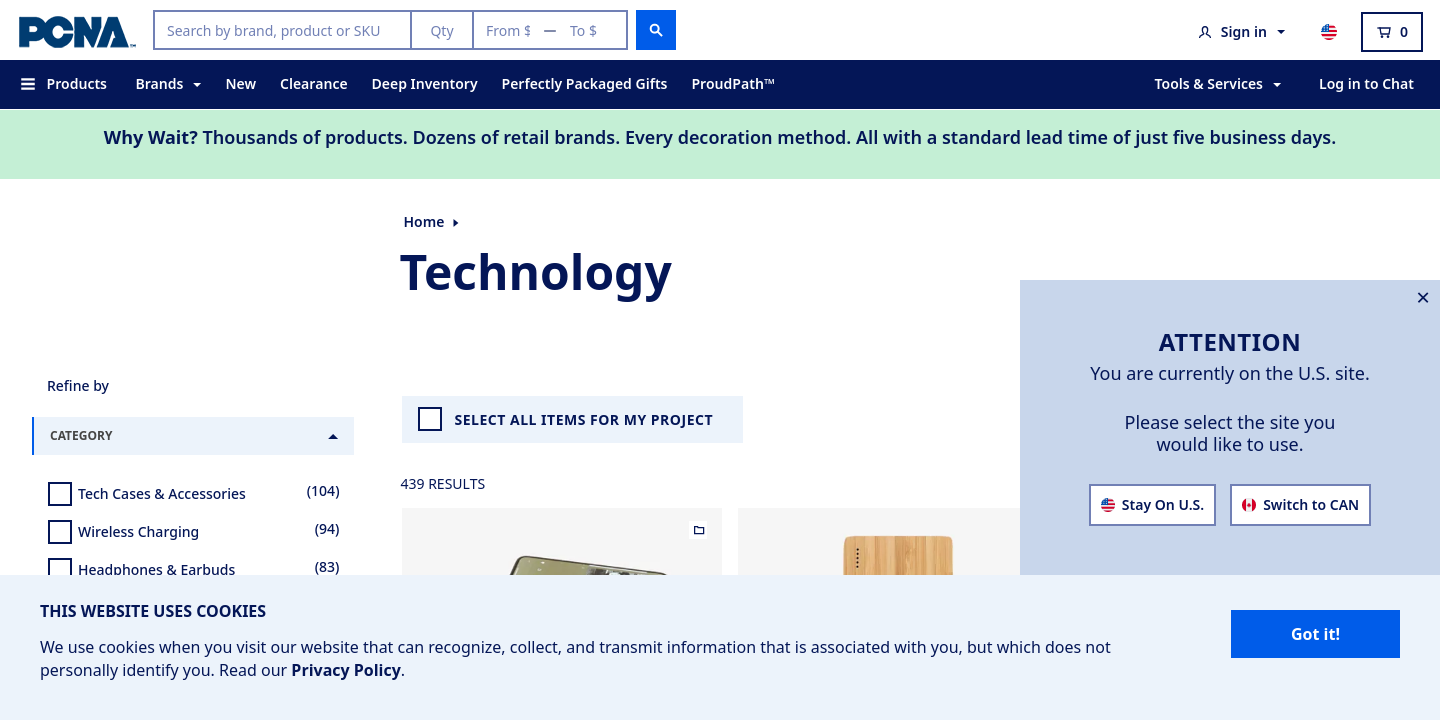 PCNA™
Search by brand, product or SKU
Qty
From $ — To $
Sign in
0
Products
Brands
New
Clearance
Deep Inventory
Perfectly Packaged Gifts
ProudPath™
Tools & Services
Log in to Chat
Why Wait? Thousands of products. Dozens of retail brands. Every decoration method. All with a standard lead time of just five business days.
Home
Technology
Refine by
CATEGORY
Tech Cases & Accessories (104)
Wireless Charging (94)
Headphones & Earbuds (83)
SELECT ALL ITEMS FOR MY PROJECT
439 RESULTS
ATTENTION
You are currently on the U.S. site.
Please select the site you
would like to use.
Stay On U.S.
Switch to CAN
THIS WEBSITE USES COOKIES
We use cookies when you visit our website that can recognize, collect, and transmit information that is associated with you, but which does not
personally identify you. Read our Privacy Policy.
Got it!